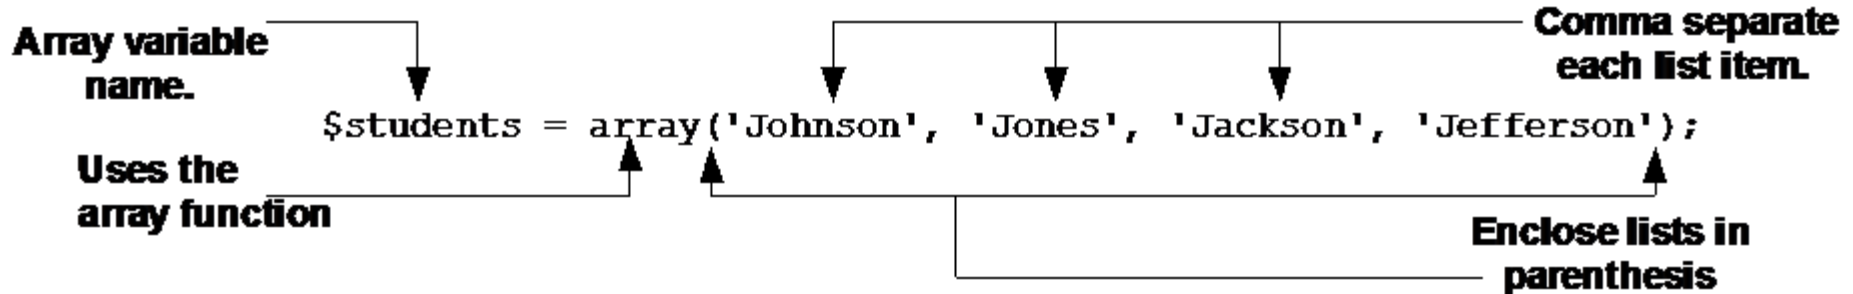 Array variable
name.
Comma separate
each list item.
$students = array('Johnson', 'Jones', 'Jackson', 'Jefferson');
Uses the
array function
Enclose lists in
parenthesis